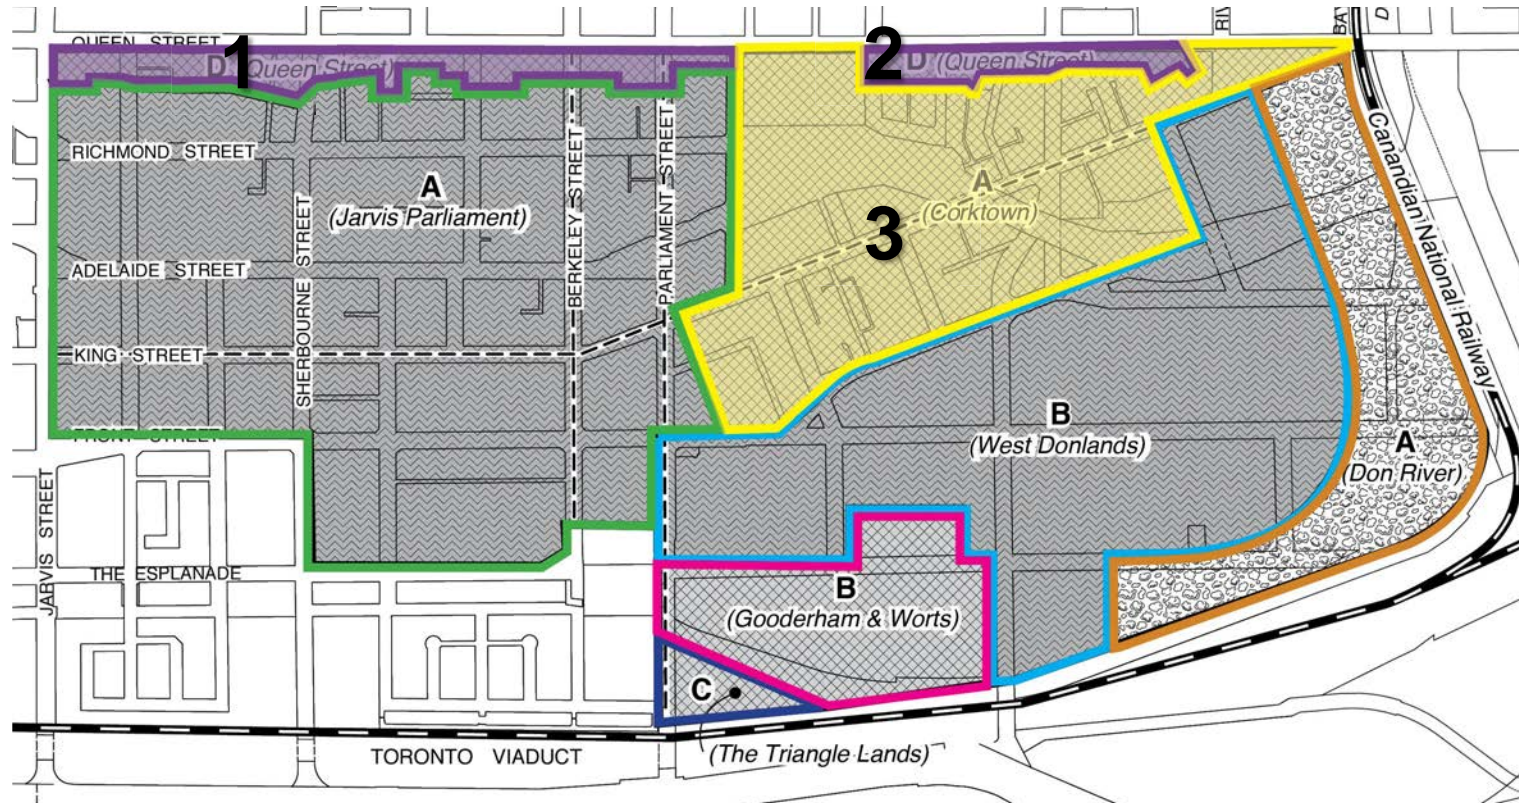 QUEEN STREET
1
D (Queen Street)
2
D (Queen Street)
RICHMOND STREET
A
(Jarvis Parliament)
A
(Corktown)
3
ADELAIDE STREET
SHERBOURNE STREET
BERKELEY STREET
PARLIAMENT STREET
KING STREET
FRONT STREET
JARVIS STREET
THE ESPLANADE
B
(West Donlands)
A
(Don River)
Canandian National Railway
B
(Gooderham & Worts)
C
(The Triangle Lands)
TORONTO VIADUCT